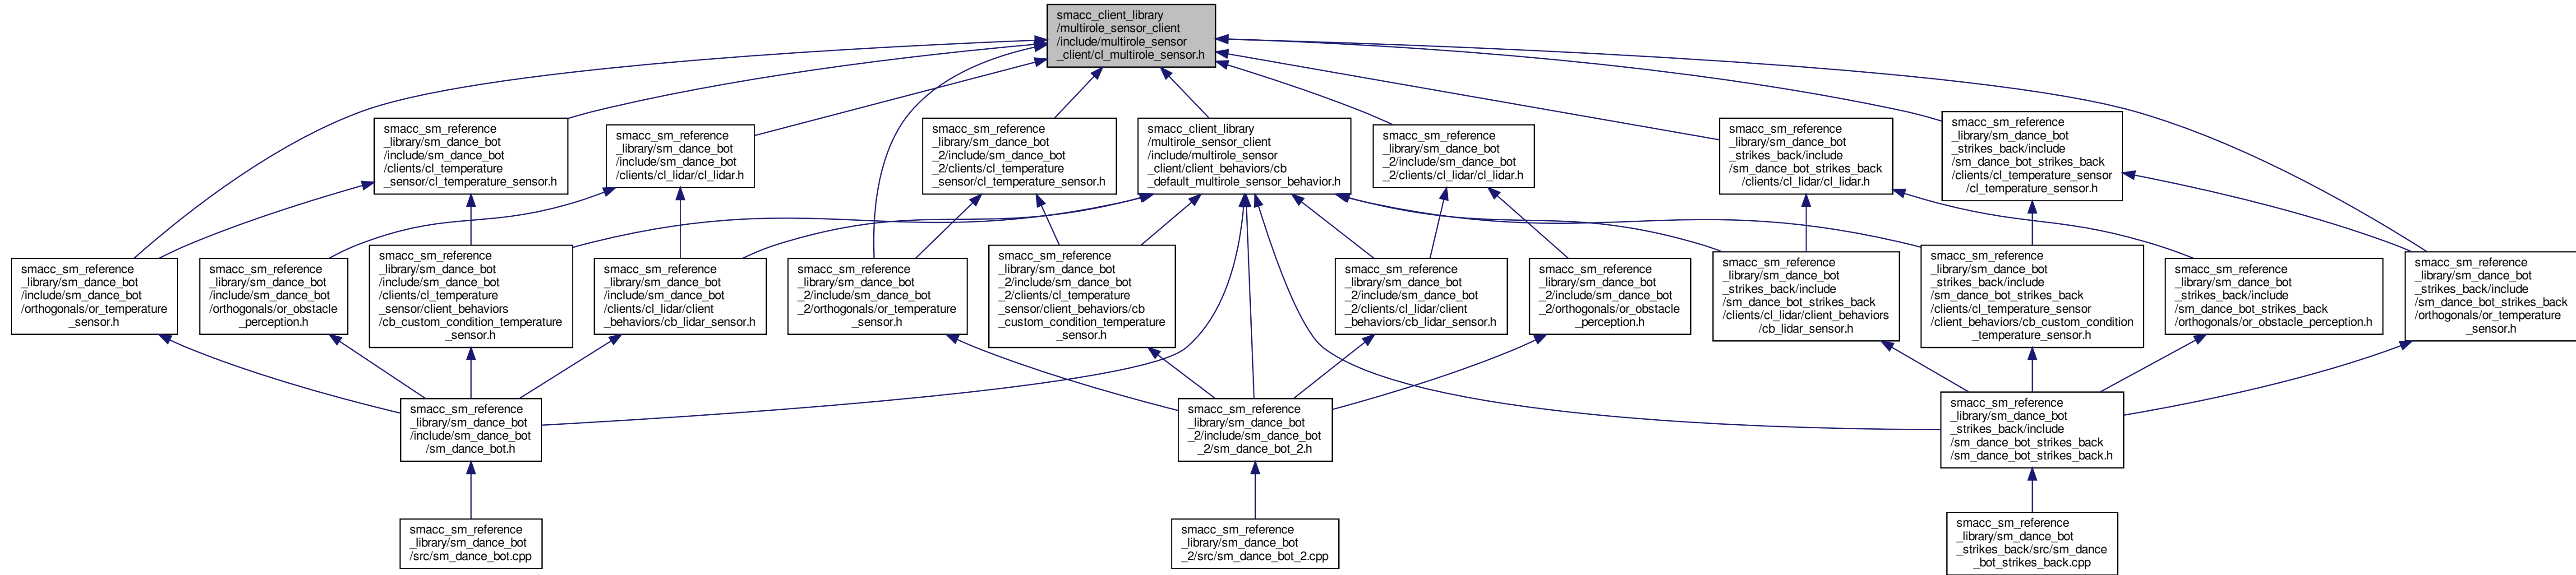 smacc_client_library
/multirole_sensor_client
/include/multirole_sensor
_client/cl_multirole_sensor.h
smacc_sm_reference
_library/sm_dance_bot
/include/sm_dance_bot
/clients/cl_temperature
_sensor/cl_temperature_sensor.h
smacc_sm_reference
_library/sm_dance_bot
/include/sm_dance_bot
/clients/cl_lidar/cl_lidar.h
smacc_sm_reference
_library/sm_dance_bot
_2/include/sm_dance_bot
_2/clients/cl_temperature
_sensor/cl_temperature_sensor.h
smacc_client_library
/multirole_sensor_client
/include/multirole_sensor
_client/client_behaviors/cb
_default_multirole_sensor_behavior.h
smacc_sm_reference
_library/sm_dance_bot
_2/include/sm_dance_bot
_2/clients/cl_lidar/cl_lidar.h
smacc_sm_reference
_library/sm_dance_bot
_strikes_back/include
/sm_dance_bot_strikes_back
/clients/cl_lidar/cl_lidar.h
smacc_sm_reference
_library/sm_dance_bot
_strikes_back/include
/sm_dance_bot_strikes_back
/clients/cl_temperature_sensor
/cl_temperature_sensor.h
smacc_sm_reference
_library/sm_dance_bot
/include/sm_dance_bot
/orthogonals/or_temperature
_sensor.h
smacc_sm_reference
_library/sm_dance_bot
/include/sm_dance_bot
/orthogonals/or_obstacle
_perception.h
smacc_sm_reference
_library/sm_dance_bot
/include/sm_dance_bot
/clients/cl_temperature
_sensor/client_behaviors
/cb_custom_condition_temperature
_sensor.h
smacc_sm_reference
_library/sm_dance_bot
/include/sm_dance_bot
/clients/cl_lidar/client
_behaviors/cb_lidar_sensor.h
smacc_sm_reference
_library/sm_dance_bot
_2/include/sm_dance_bot
_2/orthogonals/or_temperature
_sensor.h
smacc_sm_reference
_library/sm_dance_bot
_2/include/sm_dance_bot
_2/clients/cl_temperature
_sensor/client_behaviors/cb
_custom_condition_temperature
_sensor.h
smacc_sm_reference
_library/sm_dance_bot
_2/include/sm_dance_bot
_2/clients/cl_lidar/client
_behaviors/cb_lidar_sensor.h
smacc_sm_reference
_library/sm_dance_bot
_2/include/sm_dance_bot
_2/orthogonals/or_obstacle
_perception.h
smacc_sm_reference
_library/sm_dance_bot
_strikes_back/include
/sm_dance_bot_strikes_back
/clients/cl_lidar/client_behaviors
/cb_lidar_sensor.h
smacc_sm_reference
_library/sm_dance_bot
_strikes_back/include
/sm_dance_bot_strikes_back
/clients/cl_temperature_sensor
/client_behaviors/cb_custom_condition
_temperature_sensor.h
smacc_sm_reference
_library/sm_dance_bot
_strikes_back/include
/sm_dance_bot_strikes_back
/orthogonals/or_obstacle_perception.h
smacc_sm_reference
_library/sm_dance_bot
_strikes_back/include
/sm_dance_bot_strikes_back
/orthogonals/or_temperature
_sensor.h
smacc_sm_reference
_library/sm_dance_bot
/include/sm_dance_bot
/sm_dance_bot.h
smacc_sm_reference
_library/sm_dance_bot
_2/include/sm_dance_bot
_2/sm_dance_bot_2.h
smacc_sm_reference
_library/sm_dance_bot
_strikes_back/include
/sm_dance_bot_strikes_back
/sm_dance_bot_strikes_back.h
smacc_sm_reference
_library/sm_dance_bot
/src/sm_dance_bot.cpp
smacc_sm_reference
_library/sm_dance_bot
_2/src/sm_dance_bot_2.cpp
smacc_sm_reference
_library/sm_dance_bot
_strikes_back/src/sm_dance
_bot_strikes_back.cpp